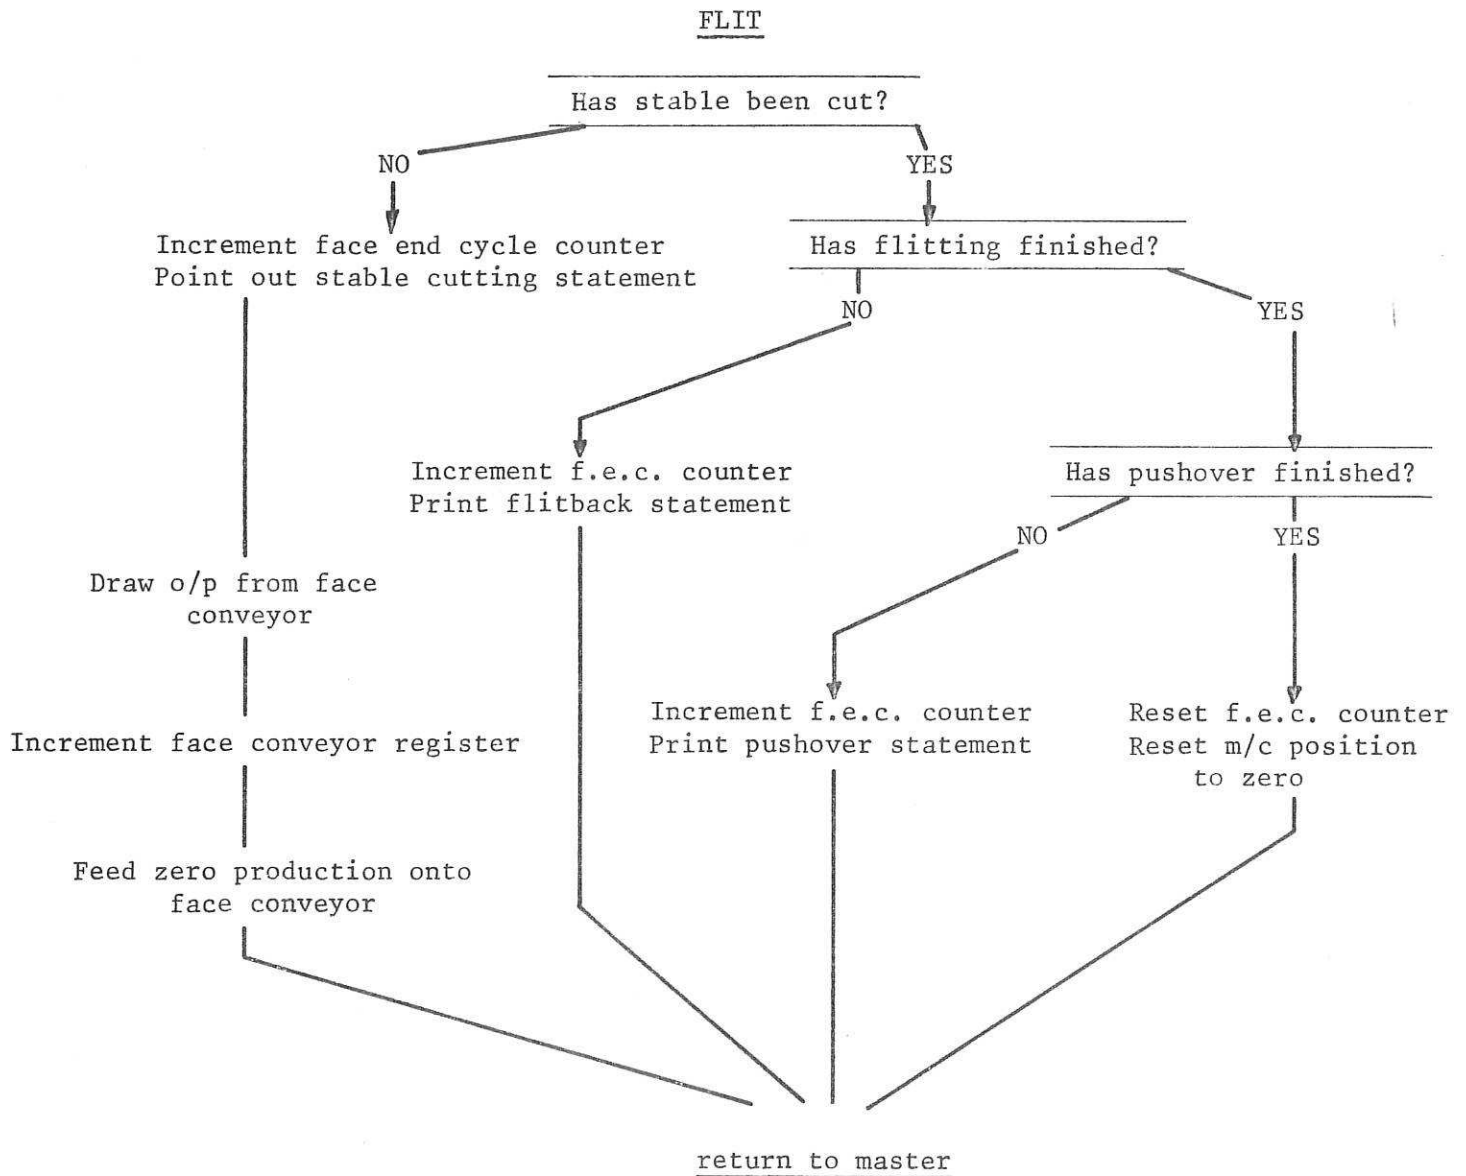 FLIT
Has stable been cut?
NO
YES
Increment face end cycle counter
Point out stable cutting statement
Has flitting finished?
NO
YES
Increment f.e.c. counter
Print flitback statement
Has pushover finished?
NO
YES
Draw o/p from face
conveyor
Increment face conveyor register
Feed zero production onto
face conveyor
Increment f.e.c. counter
Print pushover statement
Reset f.e.c. counter
Reset m/c position
to zero
return to master